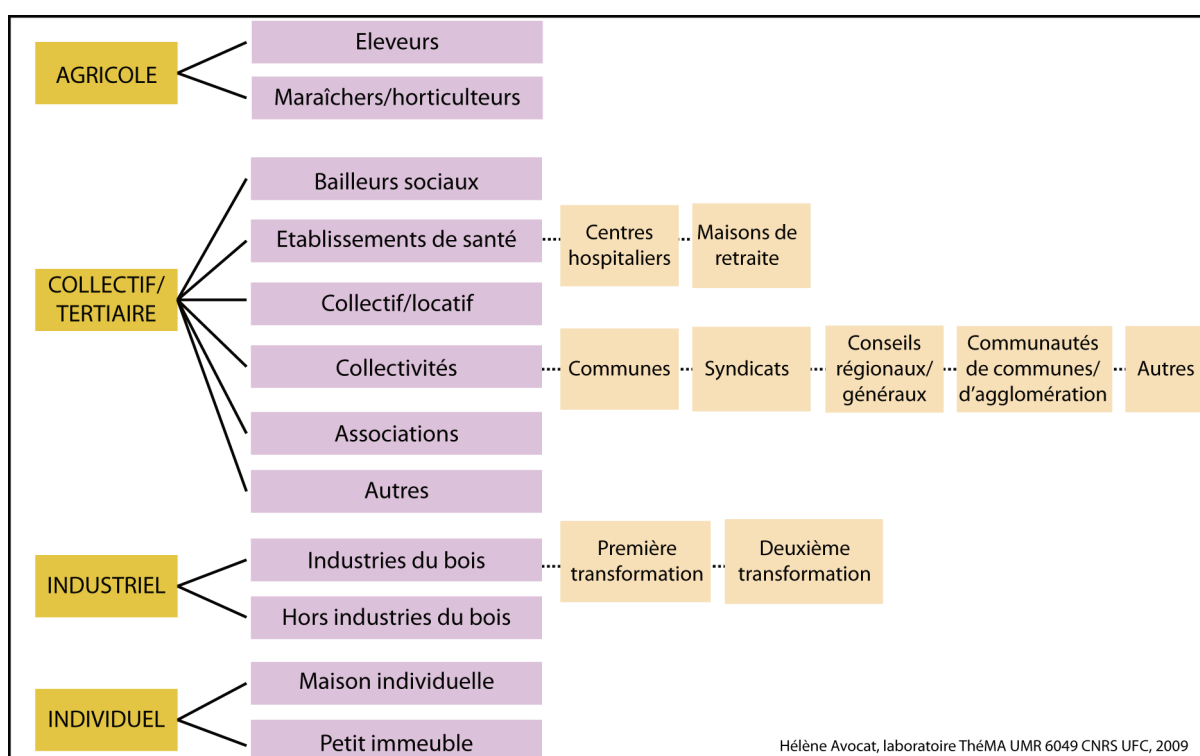 AGRICOLE
Eleveurs
Maraîchers/horticulteurs
COLLECTIF/
TERTIAIRE
Bailleurs sociaux
Etablissements de santé
Centres
hospitaliers
Maisons de
retraite
Collectif/locatif
Collectivités
Communes
Syndicats
Conseils
régionaux/
généraux
Communautés
de communes/
d'agglomération
Autres
Associations
Autres
INDUSTRIEL
Industries du bois
Première
transformation
Deuxième
transformation
Hors industries du bois
INDIVIDUEL
Maison individuelle
Petit immeuble
Hélène Avocat, laboratoire ThéMA UMR 6049 CNRS UFC, 2009